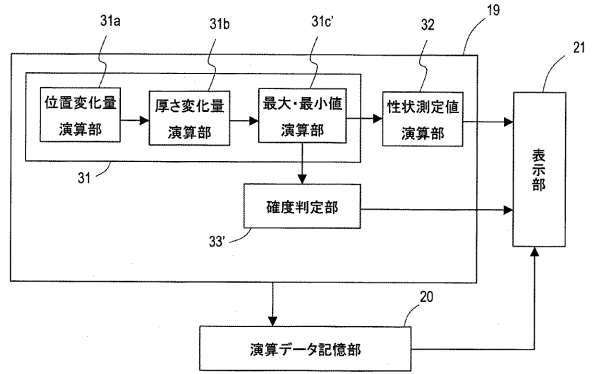 31a
31b
31c'
32
19
21
位置変化量
演算部
厚さ変化量
演算部
最大・最小値
演算部
性状測定値
演算部
表示部
31
確度判定部
33'
20
演算データ記憶部